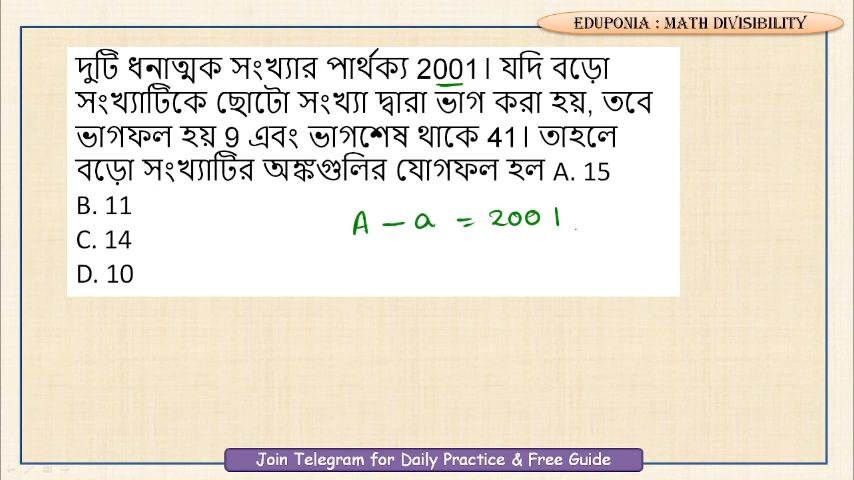 EDUPONIA : MATH DIVISIBILITY
দুটি ধনাত্মক সংখ্যার পার্থক্য 2001। যদি বড়ো
সংখ্যাটিকে ছোটো সংখ্যা দ্বারা ভাগ করা হয়, তবে
ভাগফল হয় 9 এবং ভাগশেষ থাকে 41। তাহলে
বড়ো সংখ্যাটির অঙ্কগুলির যোগফল হল A. 15
B. 11
C. 14
D. 10
A - a = 2001
Join Telegram for Daily Practice & Free Guide